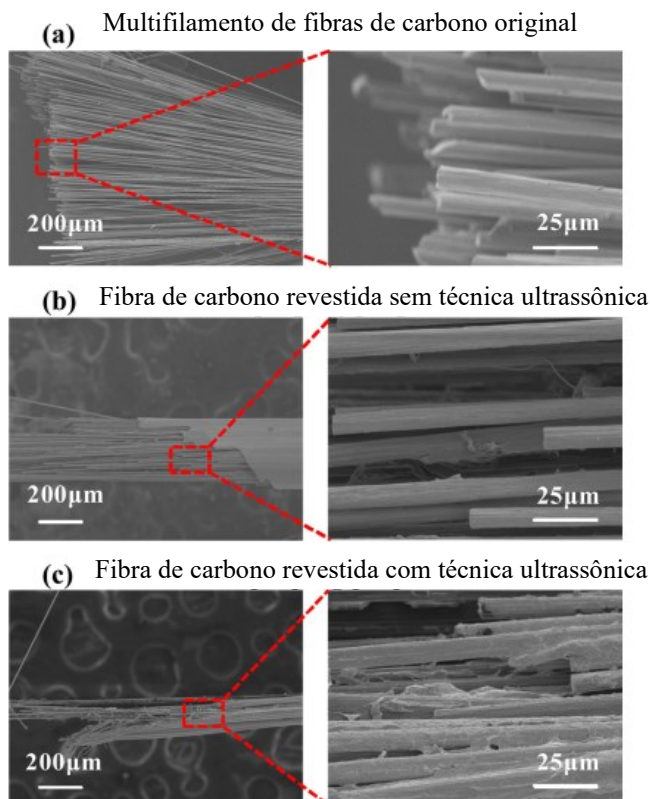 (a) Multifilamento de fibras de carbono original
200μm 25μm
(b) Fibra de carbono revestida sem técnica ultrassônica
200μm 25μm
(c) Fibra de carbono revestida com técnica ultrassônica
200μm 25μm